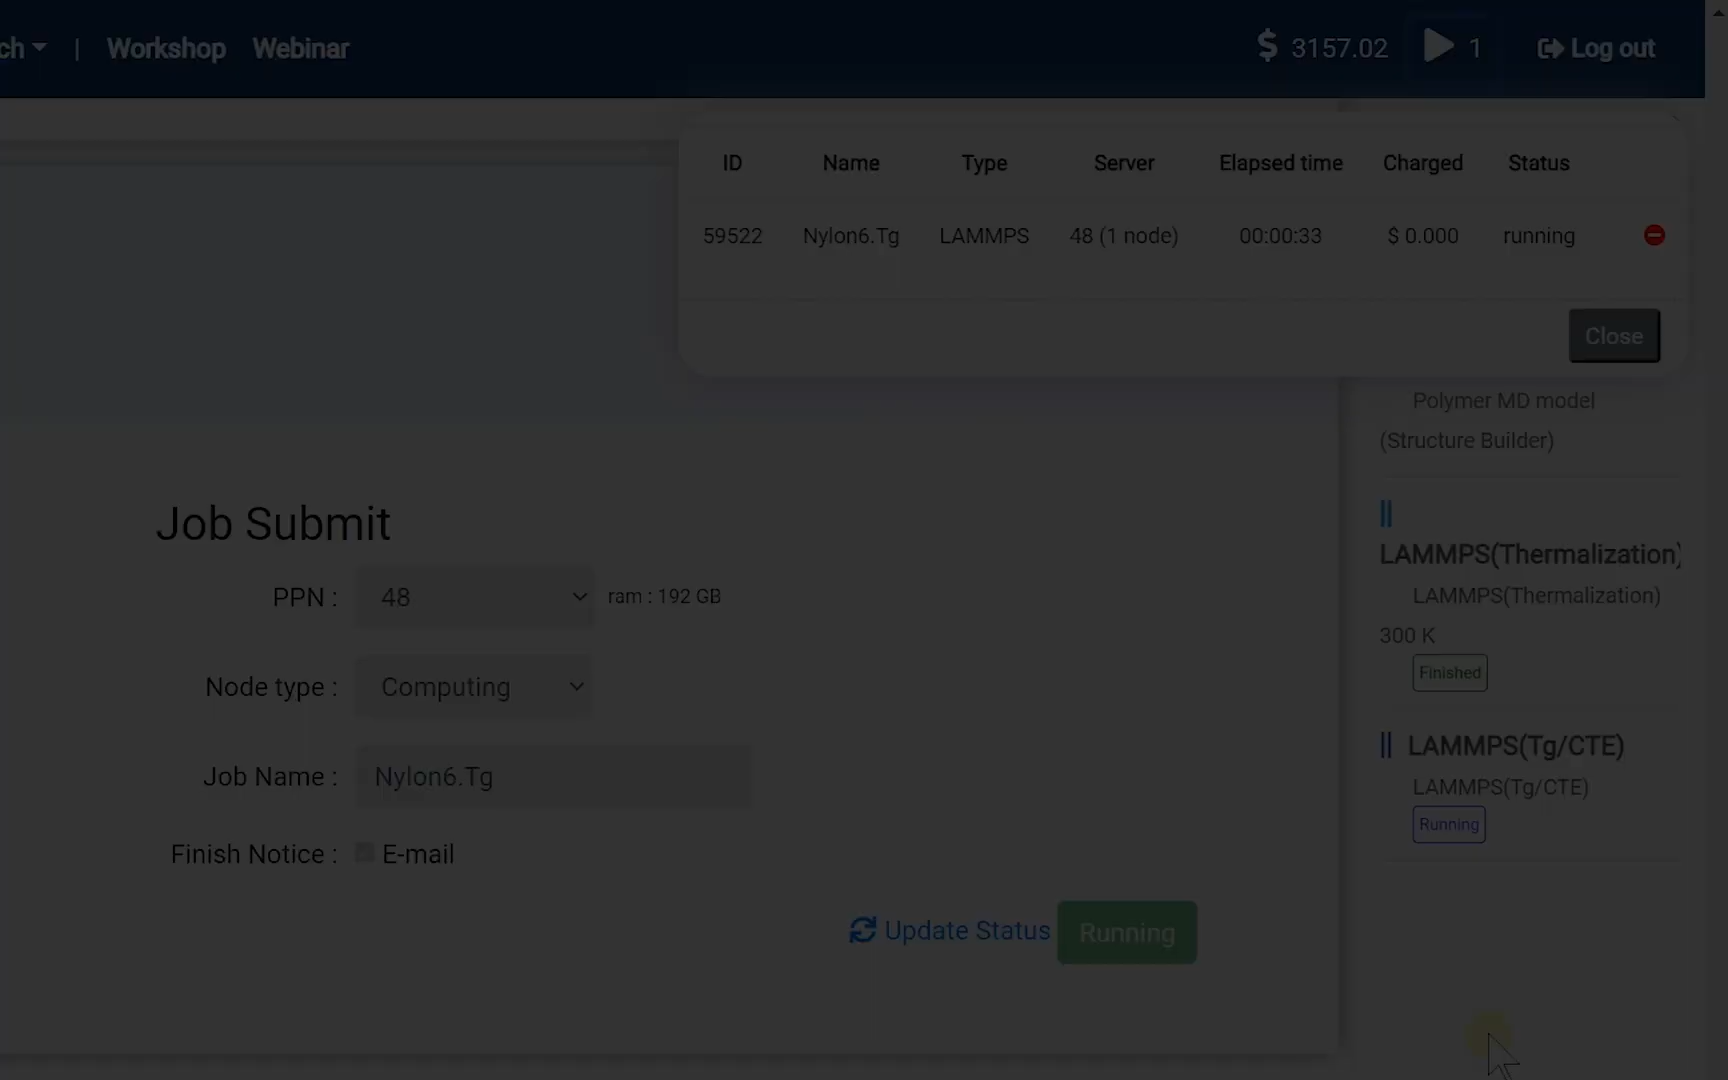 ch | Workshop Webinar $ 3157.02 1 Log out
ID Name Type Server Elapsed time Charged Status
59522 Nylon6.Tg LAMMPS 48 (1 node) 00:00:33 $ 0.000 running
Close
Polymer MD model
(Structure Builder)
Job Submit
PPN : 48 ram : 192 GB
Node type : Computing
Job Name : Nylon6.Tg
Finish Notice : E-mail
Update Status Running
LAMMPS(Thermalization)
LAMMPS(Thermalization)
300 K
Finished
LAMMPS(Tg/CTE)
LAMMPS(Tg/CTE)
Running